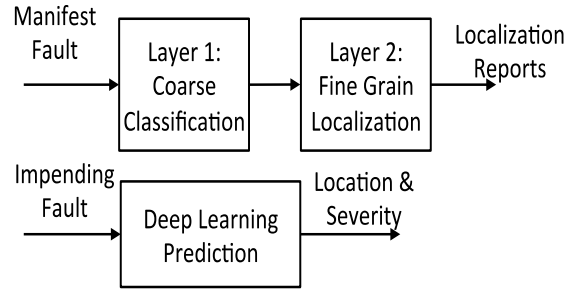 Manifest
Fault
Layer 1:
Coarse
Classification
Layer 2:
Fine Grain
Localization
Localization
Reports
Impending
Fault
Deep Learning
Prediction
Location &
Severity